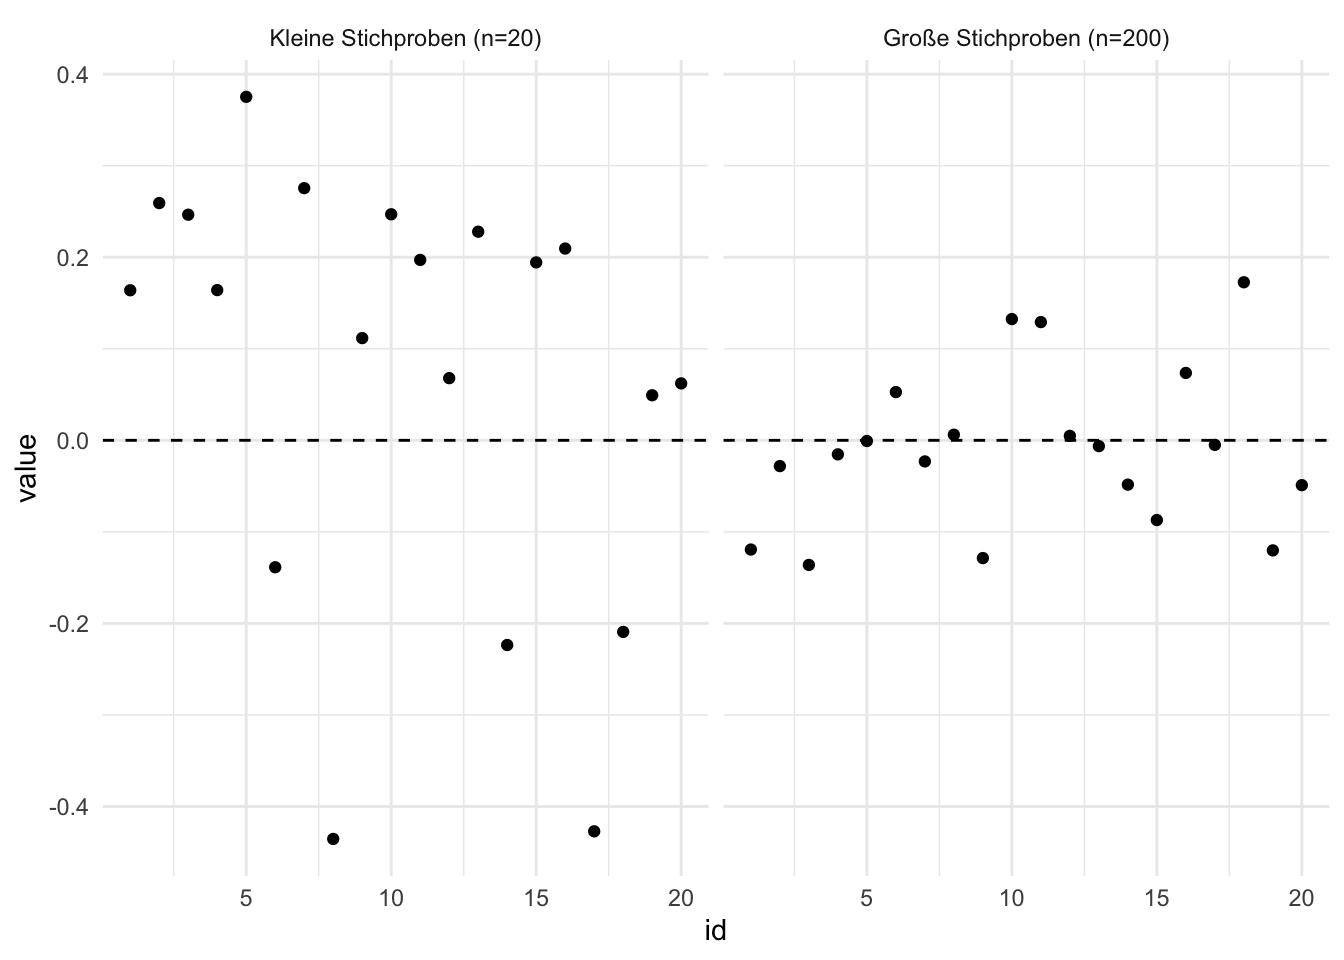 Kleine Stichproben (n=20)
Große Stichproben (n=200)
0.4
0.2
0.0
-0.2
-0.4
value
5 10 15 20
5 10 15 20
id